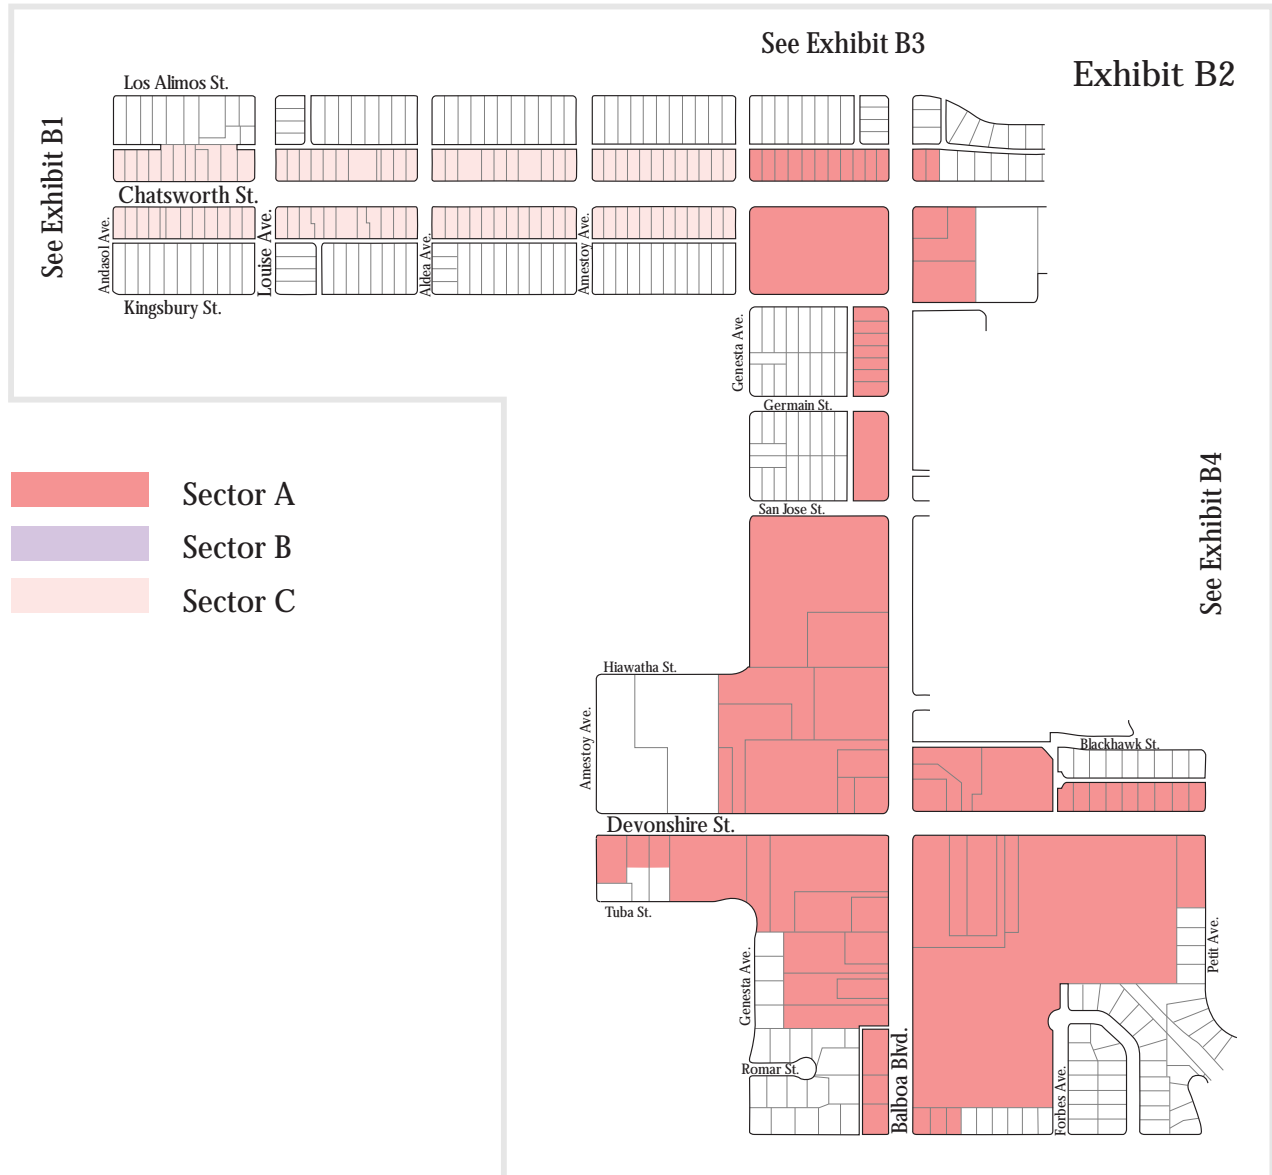 See Exhibit B3
Exhibit B2
Los Alimos St.
See Exhibit B1
Chatsworth St.
Andasol Ave.
Louise Ave.
Aldea Ave.
Amestoy Ave.
Kingsbury St.
Genesta Ave.
Germain St.
See Exhibit B4
Sector A
San Jose St.
Sector B
Sector C
Hiawatha St.
Amestoy Ave.
Blackhawk St.
Devonshire St.
Tuba St.
Genesta Ave.
Petit Ave.
Romar St.
Balboa Blvd.
Forbes Ave.